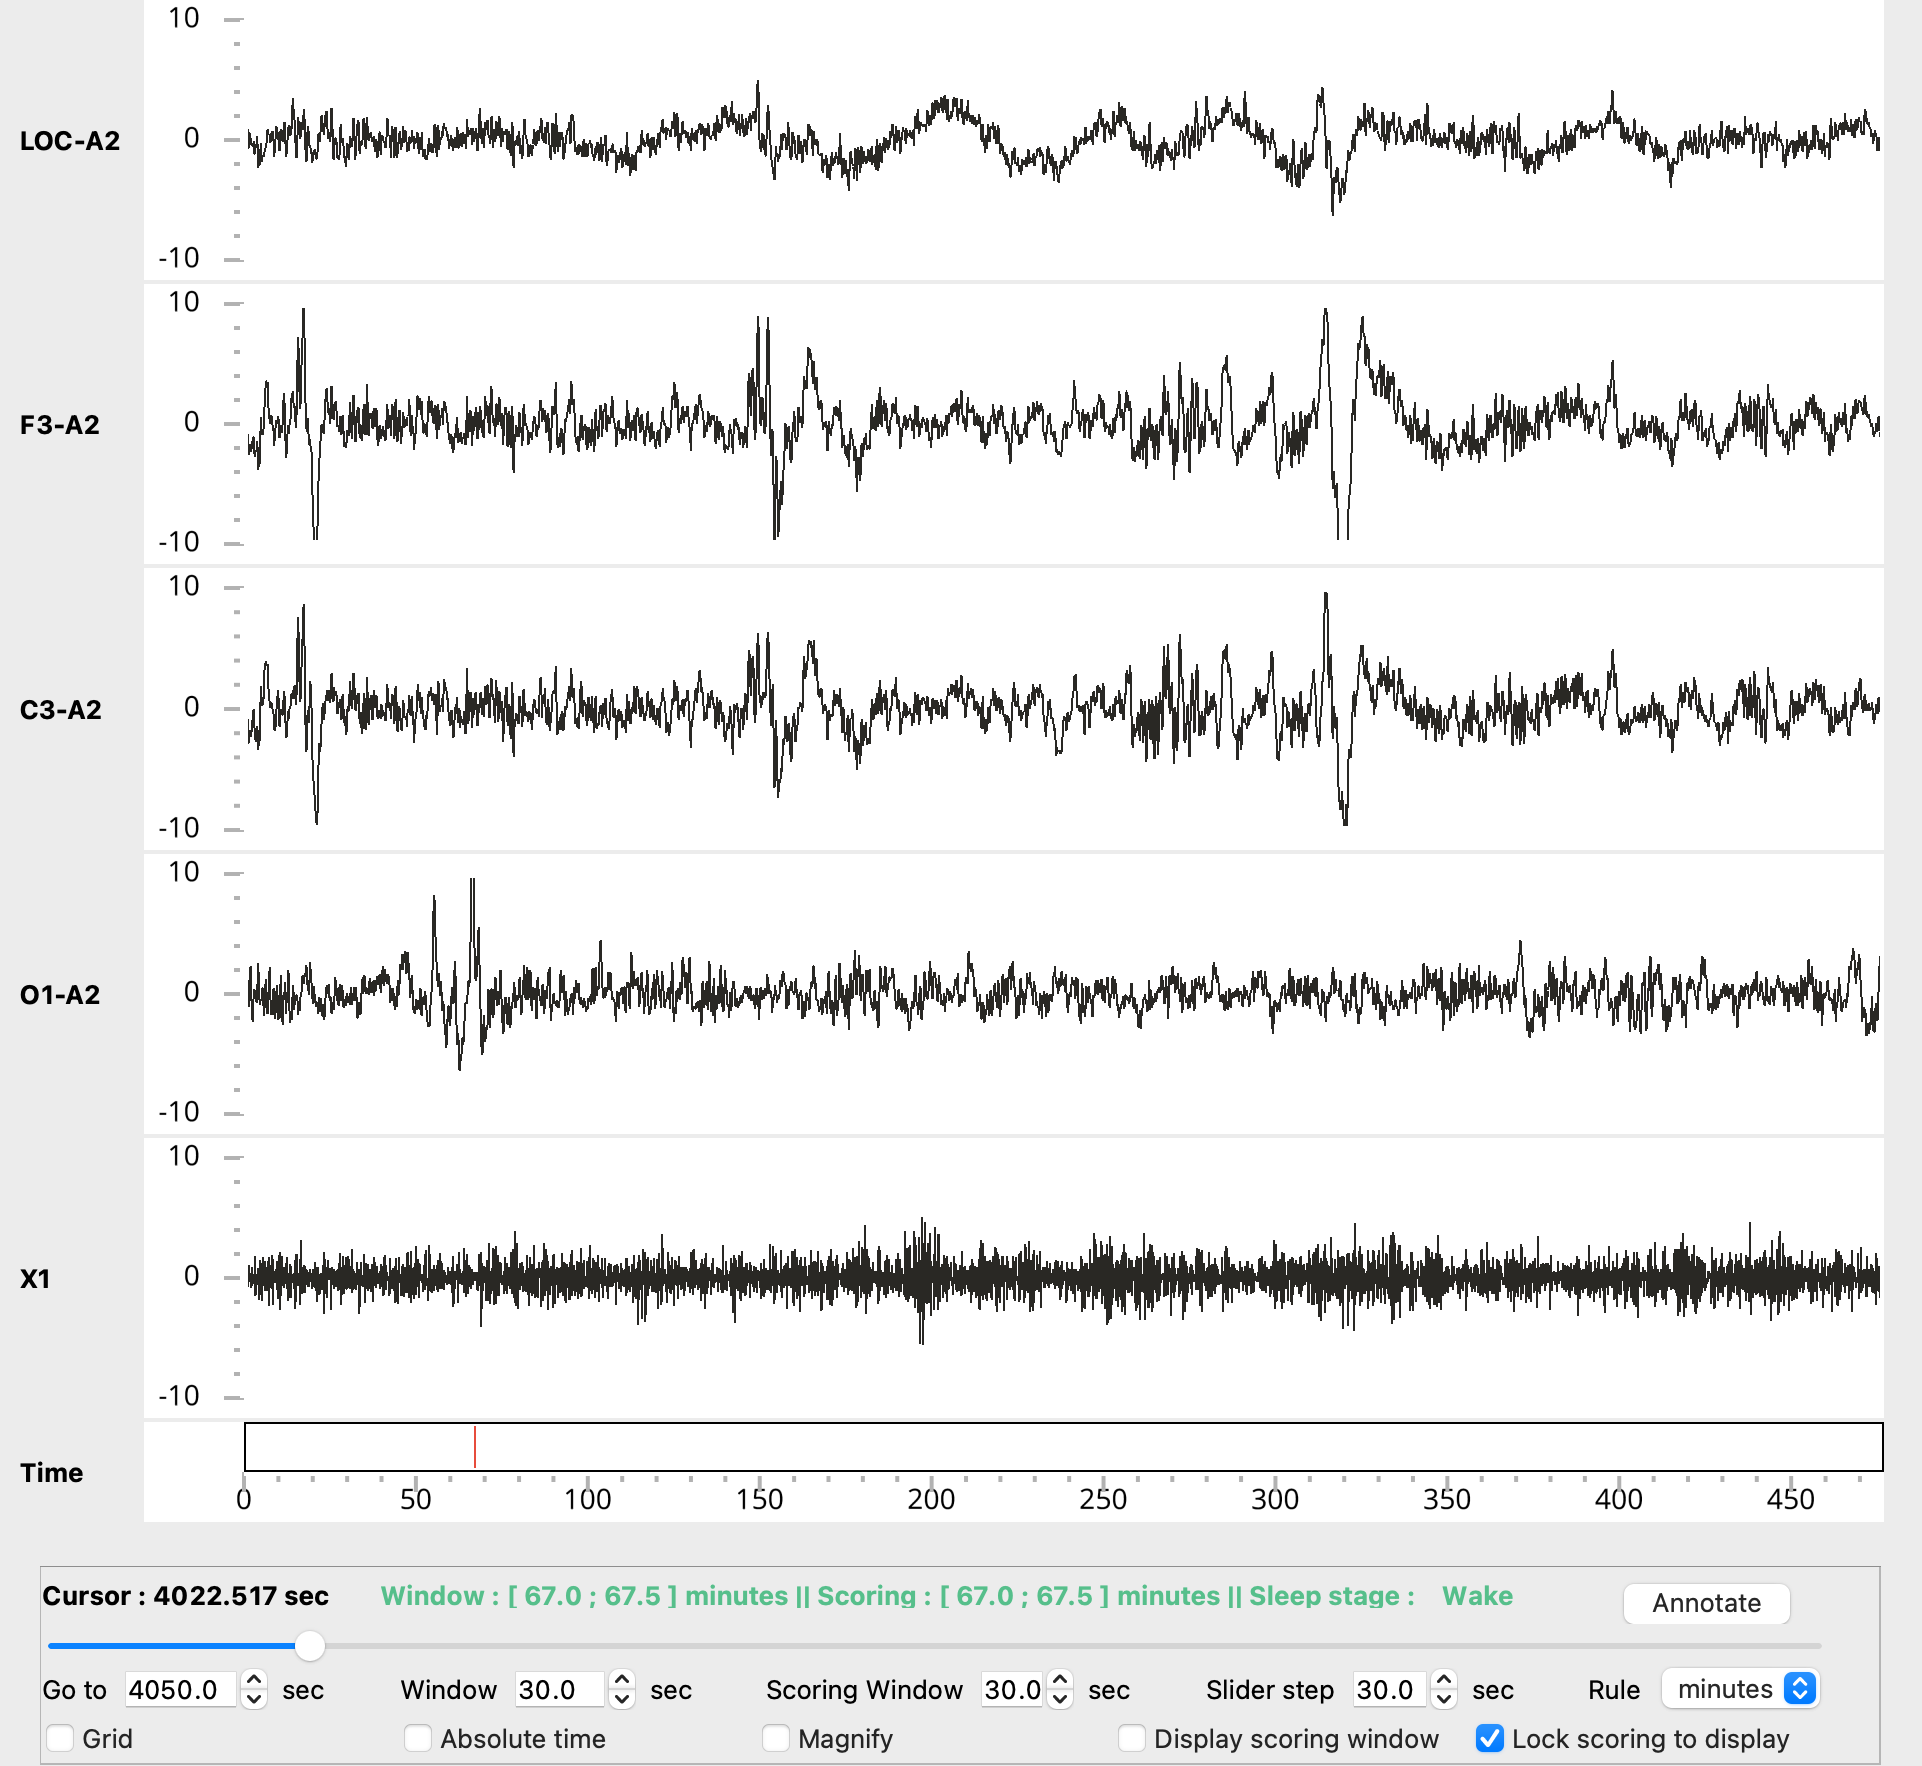 10
LOC-A2 0
-10
10
F3-A2 0
-10
10
C3-A2 0
-10
10
O1-A2 0
-10
10
X1 0
-10
Time
0 50 100 150 200 250 300 350 400 450
Cursor : 4022.517 sec Window : [ 67.0 ; 67.5 ] minutes || Scoring : [ 67.0 ; 67.5 ] minutes || Sleep stage : Wake Annotate
Go to 4050.0 sec Window 30.0 sec Scoring Window 30.0 sec Slider step 30.0 sec Rule minutes
Grid Absolute time Magnify Display scoring window Lock scoring to display